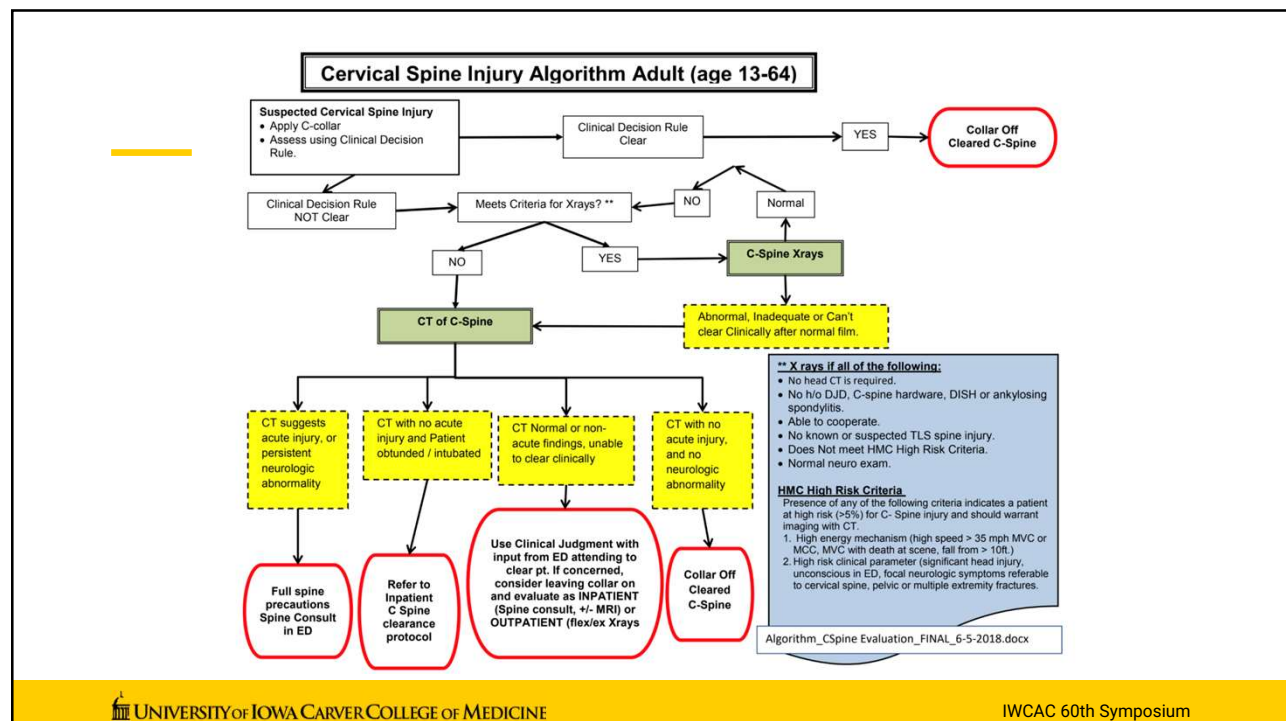 Cervical Spine Injury Algorithm Adult (age 13-64)
Suspected Cervical Spine Injury
• Apply C-collar
• Assess using Clinical Decision
Rule.
Clinical Decision Rule
Clear
YES
Collar Off
Cleared C-Spine
Clinical Decision Rule
NOT Clear
Meets Criteria for Xrays? **
NO
Normal
NO
YES
C-Spine Xrays
CT of C-Spine
Abnormal, Inadequate or Can't
clear Clinically after normal film.
CT suggests
acute injury, or
persistent
neurologic
abnormality
CT with no acute
injury and Patient
obtunded / intubated
CT Normal or non-
acute findings, unable
to clear clinically
CT with no
acute injury,
and no
neurologic
abnormality
Full spine
precautions
Spine Consult
in ED
Refer to
Inpatient
C Spine
clearance
protocol
Use Clinical Judgment with
input from ED attending to
clear pt. If concerned,
consider leaving collar on
and evaluate as INPATIENT
(Spine consult, +/- MRI) or
OUTPATIENT (flex/ex Xrays
Collar Off
Cleared
C-Spine
** X rays if all of the following:
• No head CT is required.
• No h/o DJD, C-spine hardware, DISH or ankylosing
spondylitis.
• Able to cooperate.
• No known or suspected TLS spine injury.
• Does Not meet HMC High Risk Criteria.
• Normal neuro exam.
HMC High Risk Criteria
Presence of any of the following criteria indicates a patient
at high risk (>5%) for C- Spine injury and should warrant
imaging with CT.
1. High energy mechanism (high speed > 35 mph MVC or
MCC, MVC with death at scene, fall from > 10ft.)
2. High risk clinical parameter (significant head injury,
unconscious in ED, focal neurologic symptoms referable
to cervical spine, pelvic or multiple extremity fractures.
Algorithm_CSpine Evaluation_FINAL_6-5-2018.docx
UNIVERSITY OF IOWA CARVER COLLEGE OF MEDICINE
IWCAC 60th Symposium